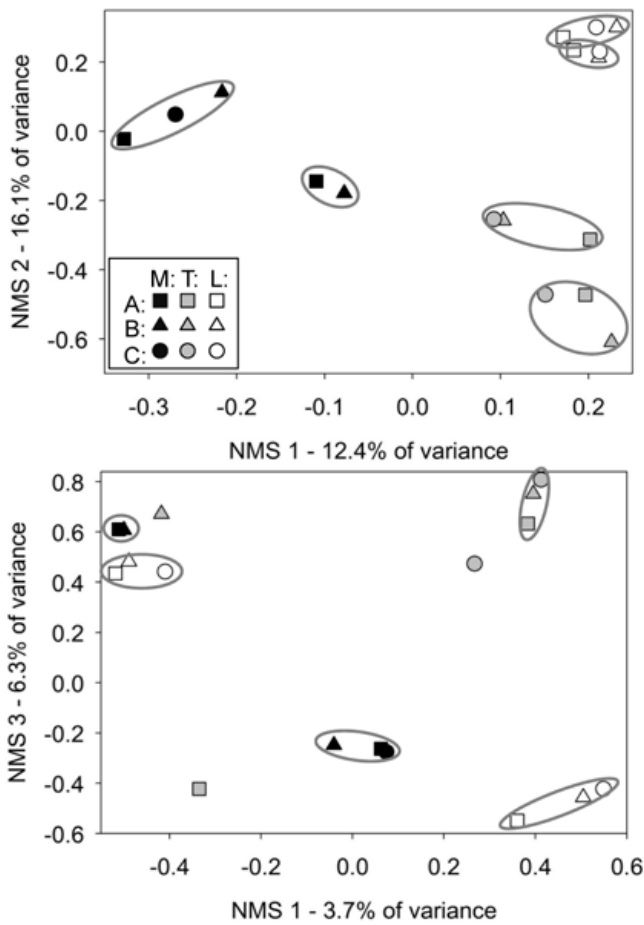 0.2
0.0
-0.2
-0.4
-0.6
NMS 2 - 16.1% of variance
M: T: L:
A:
B:
C:
-0.3 -0.2 -0.1 0.0 0.1 0.2
NMS 1 - 12.4% of variance
0.8
0.6
0.4
0.2
0.0
-0.2
-0.4
-0.6
NMS 3 - 6.3% of variance
-0.4 -0.2 0.0 0.2 0.4 0.6
NMS 1 - 3.7% of variance